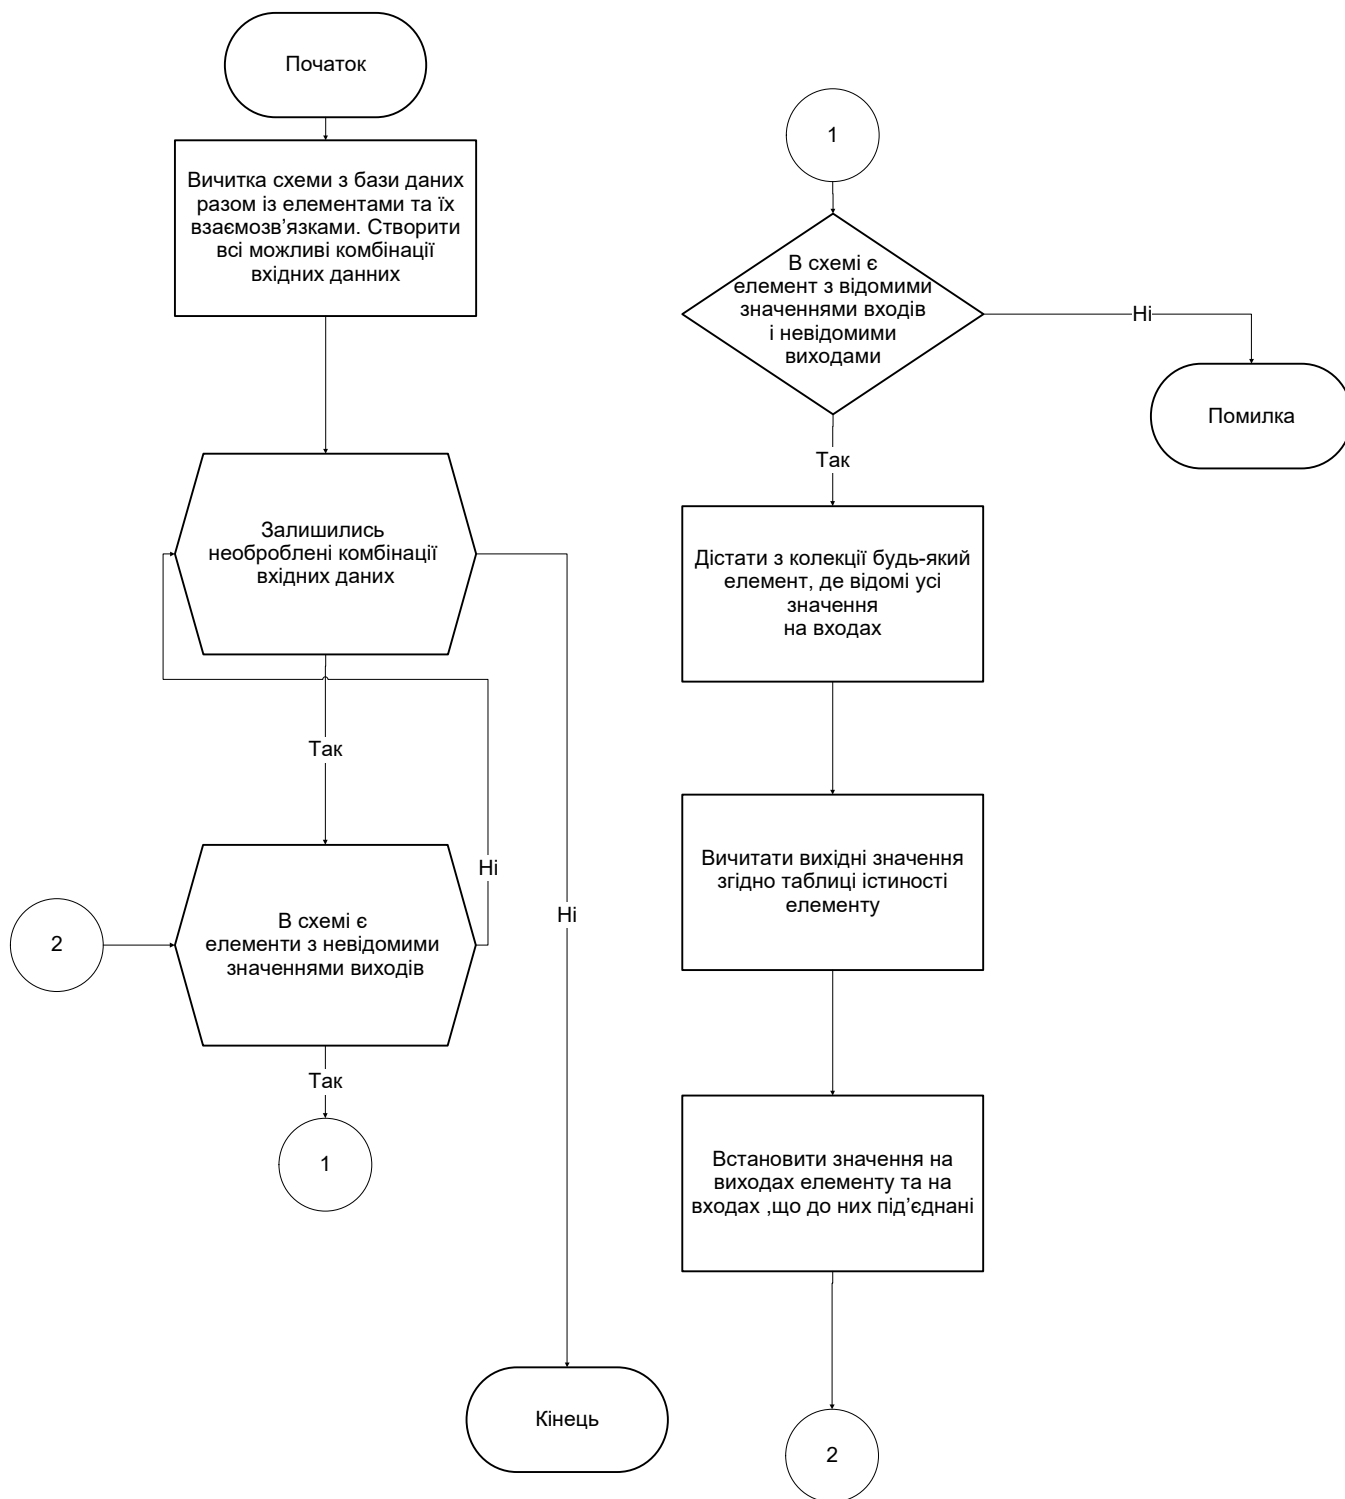 Початок
Вичитка схеми з бази даних
разом із елементами та їх
взаємозв’язками. Створити
всі можливі комбінації
вхідних данних
Залишились
необроблені комбінації
вхідних даних
Так
Ні
Ні
2
В схемі є
елементи з невідомими
значеннями виходів
Так
1
Кінець
1
В схемі є
елемент з відомими
значеннями входів
і невідомими
виходами
Ні
Помилка
Так
Дістати з колекції будь-який
елемент, де відомі усі
значення
на входах
Вичитати вихідні значення
згідно таблиці істиності
елементу
Встановити значення на
виходах елементу та на
входах ,що до них під’єднані
2